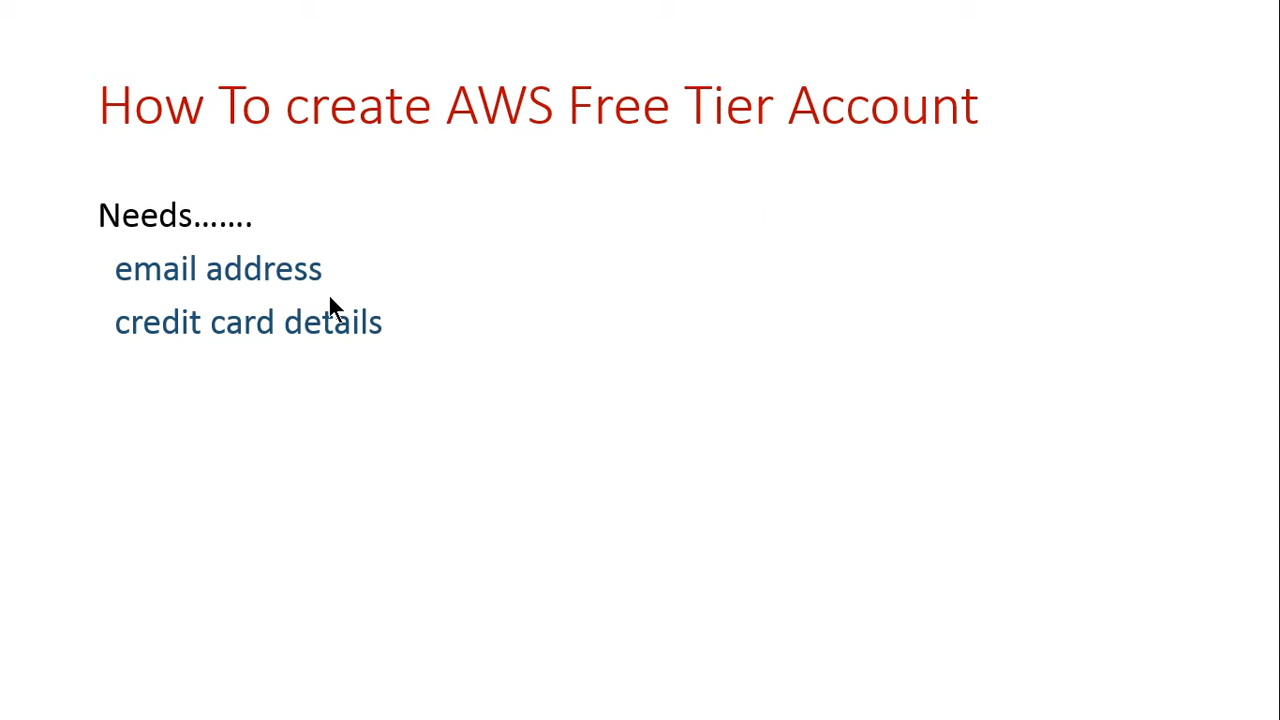 How To create AWS Free Tier Account
Needs.......
email address
credit card details